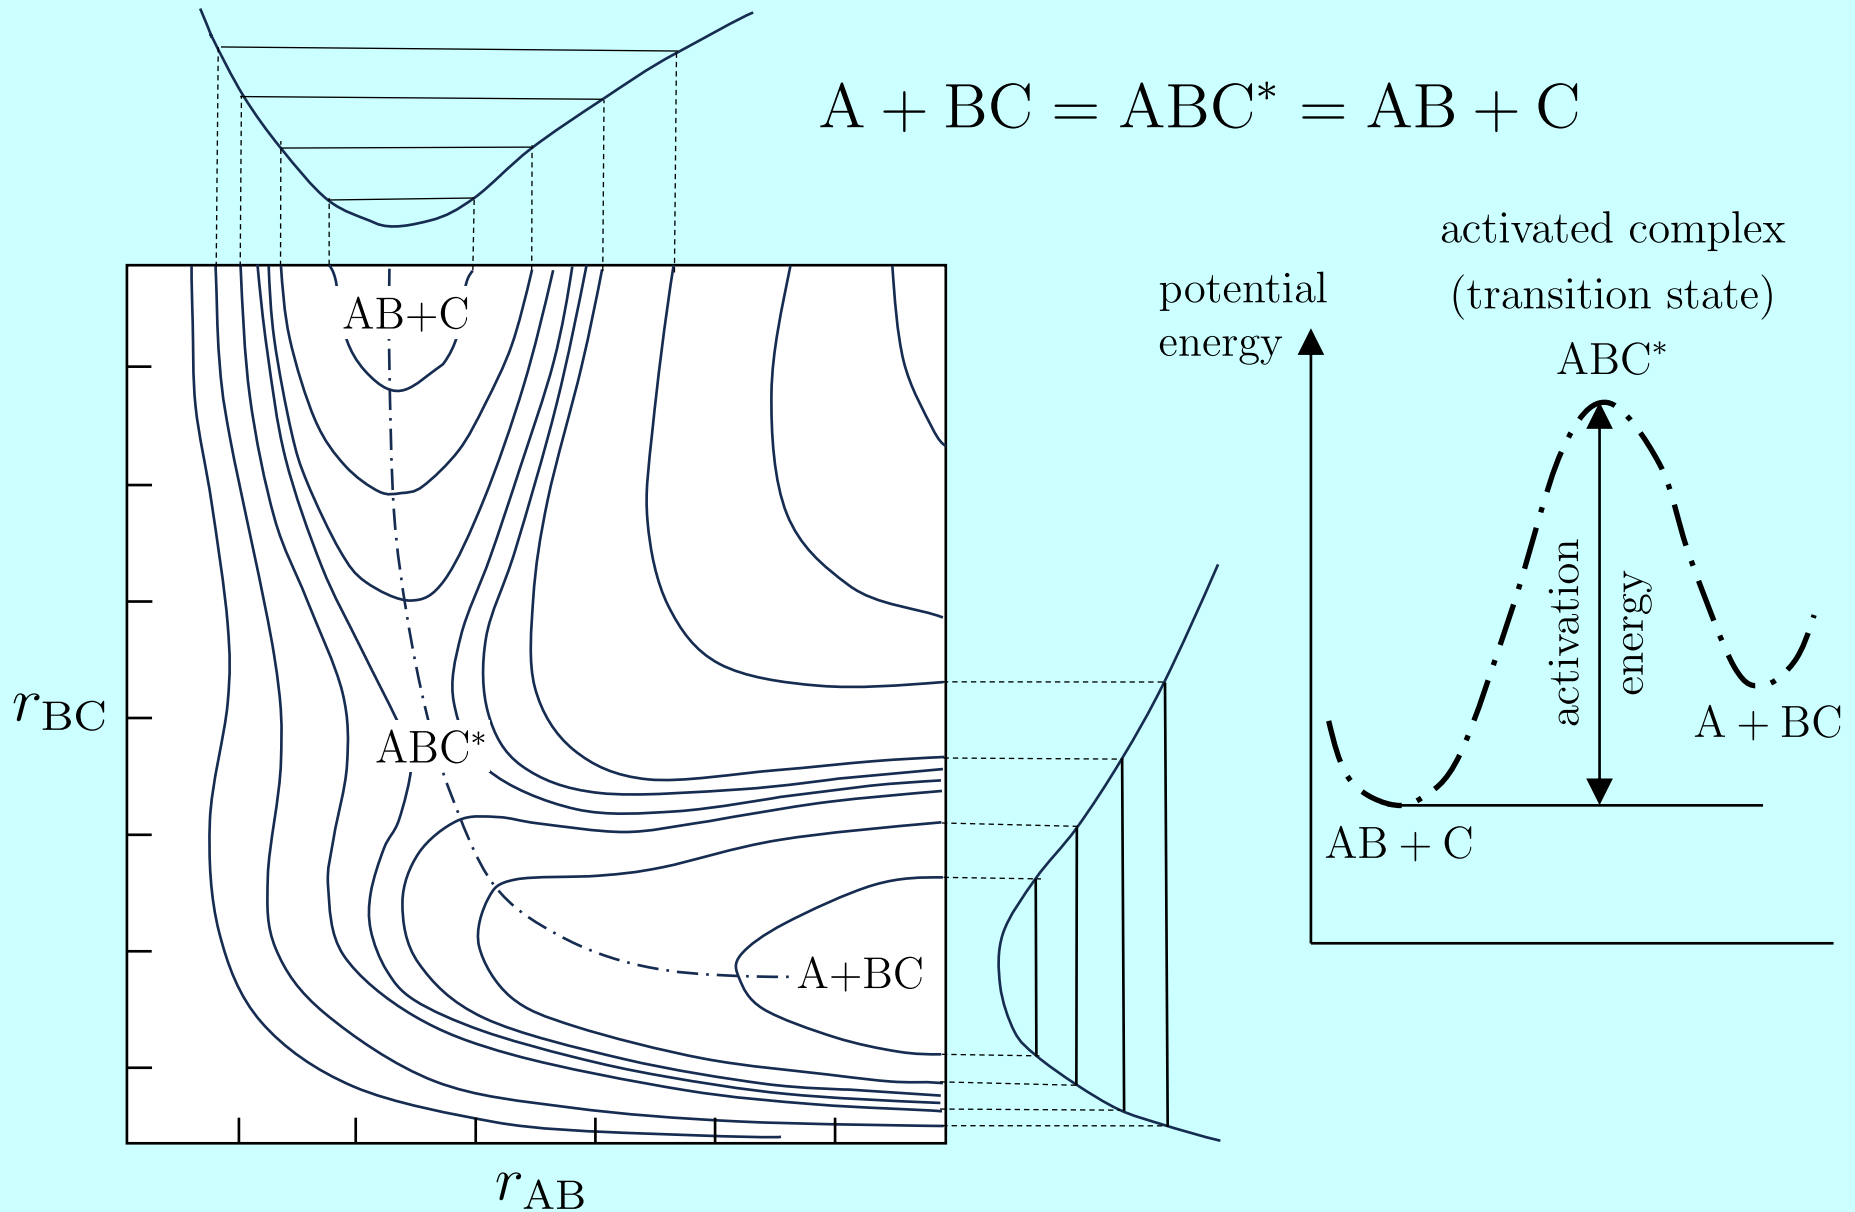 A + BC = ABC* = AB + C
activated complex
(transition state)
potential
energy
ABC*
activation
energy
A + BC
AB + C
AB+C
r_BC
ABC*
A+BC
r_AB